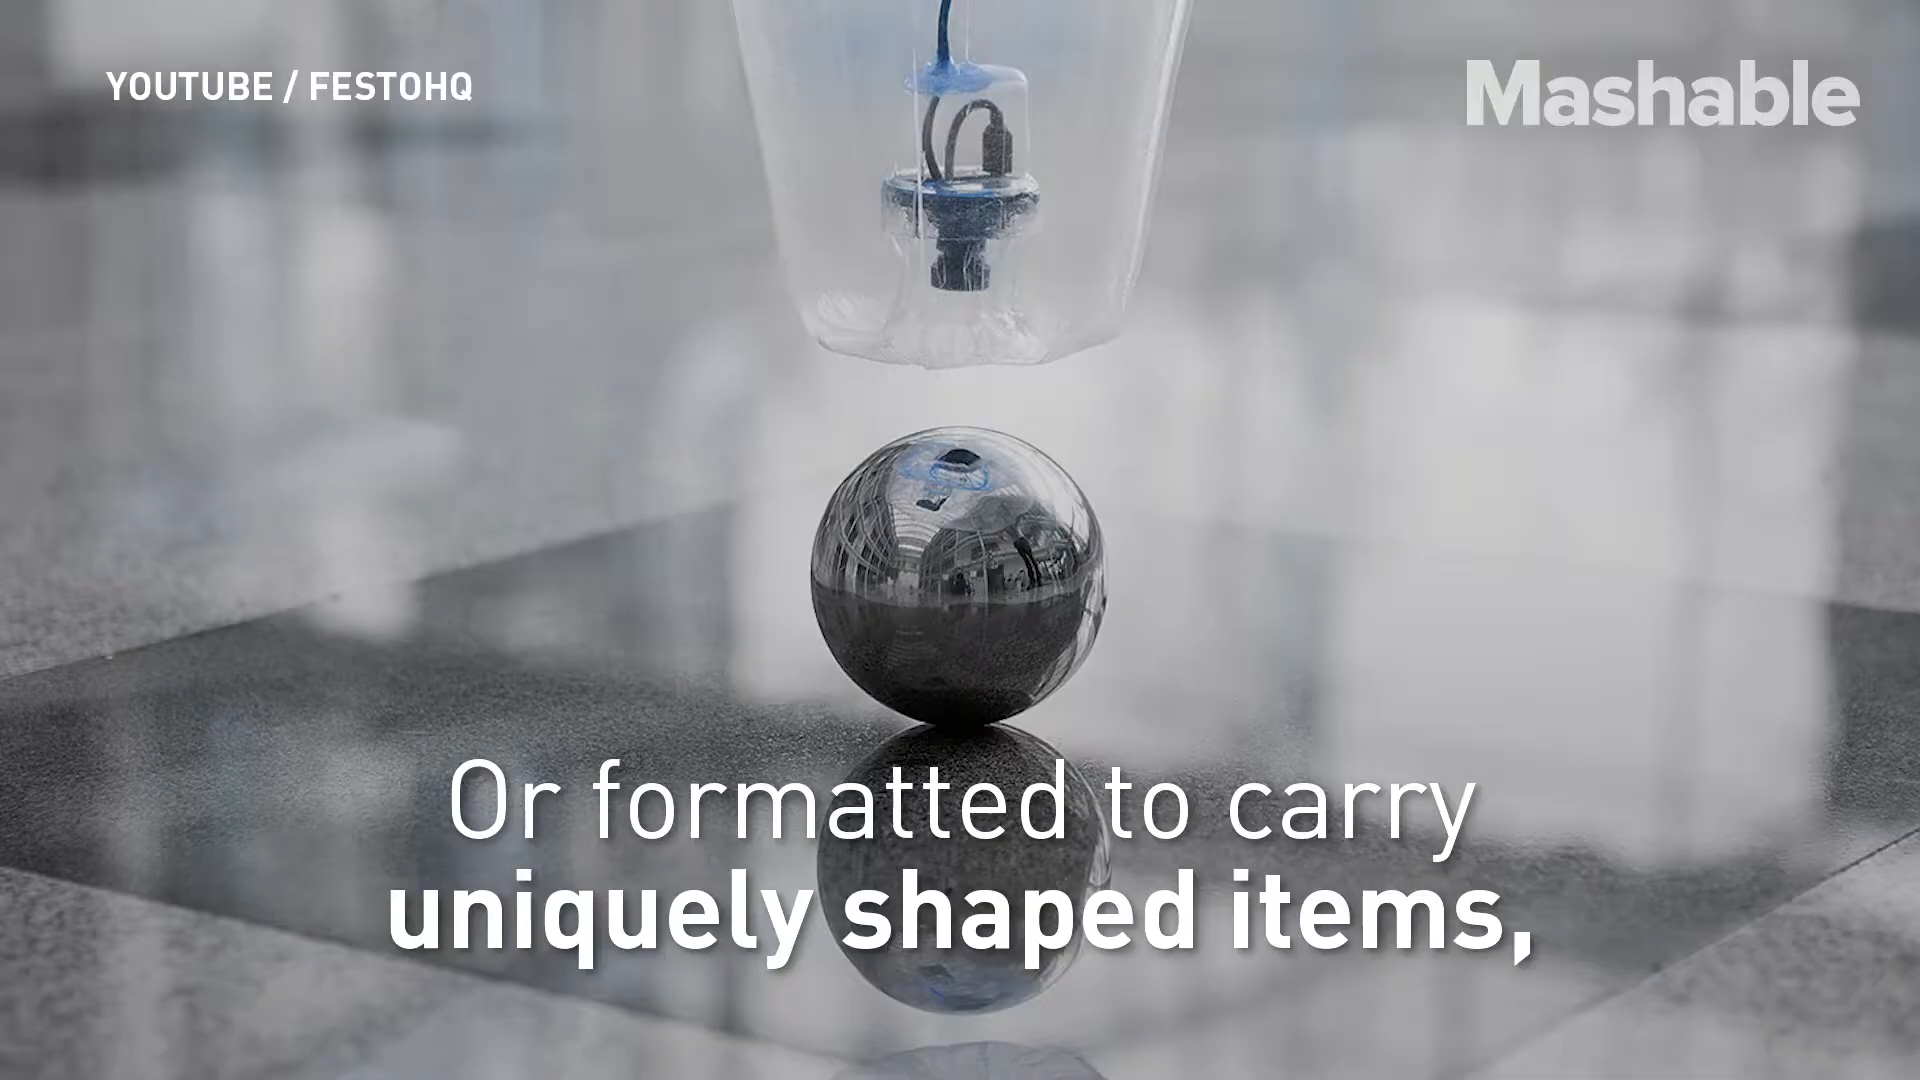 YOUTUBE / FESTOHQ
Mashable
Or formatted to carry
uniquely shaped items,